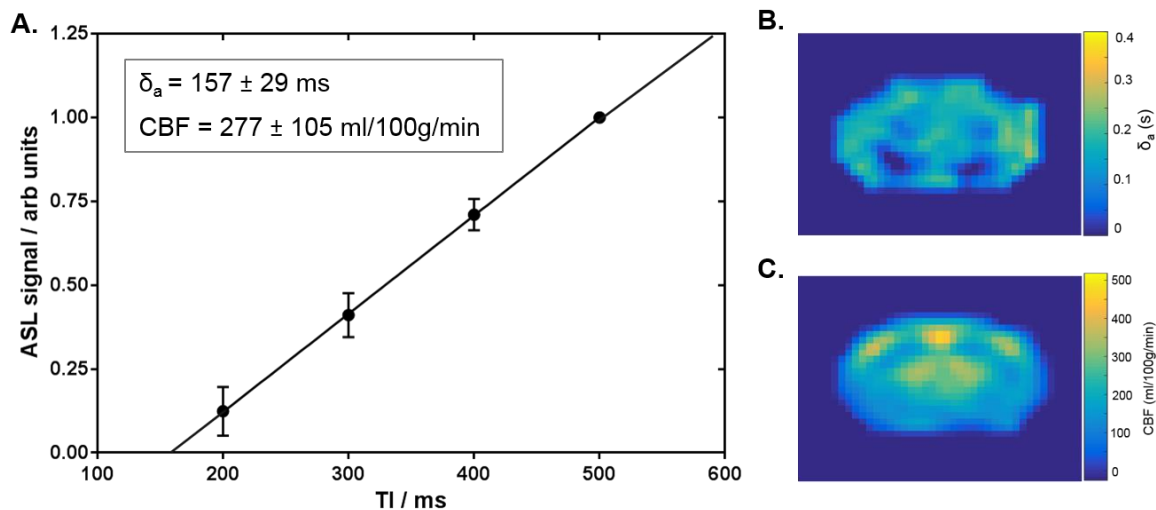 A.
1.25
1.00
0.75
0.50
0.25
0.00
ASL signal / arb units
δa = 157 ± 29 ms
CBF = 277 ± 105 ml/100g/min
100
200
300
400
500
600
TI / ms
B.
0.4
0.3
0.2
0.1
0
δa (s)
C.
500
400
300
200
100
0
CBF (ml/100g/min)